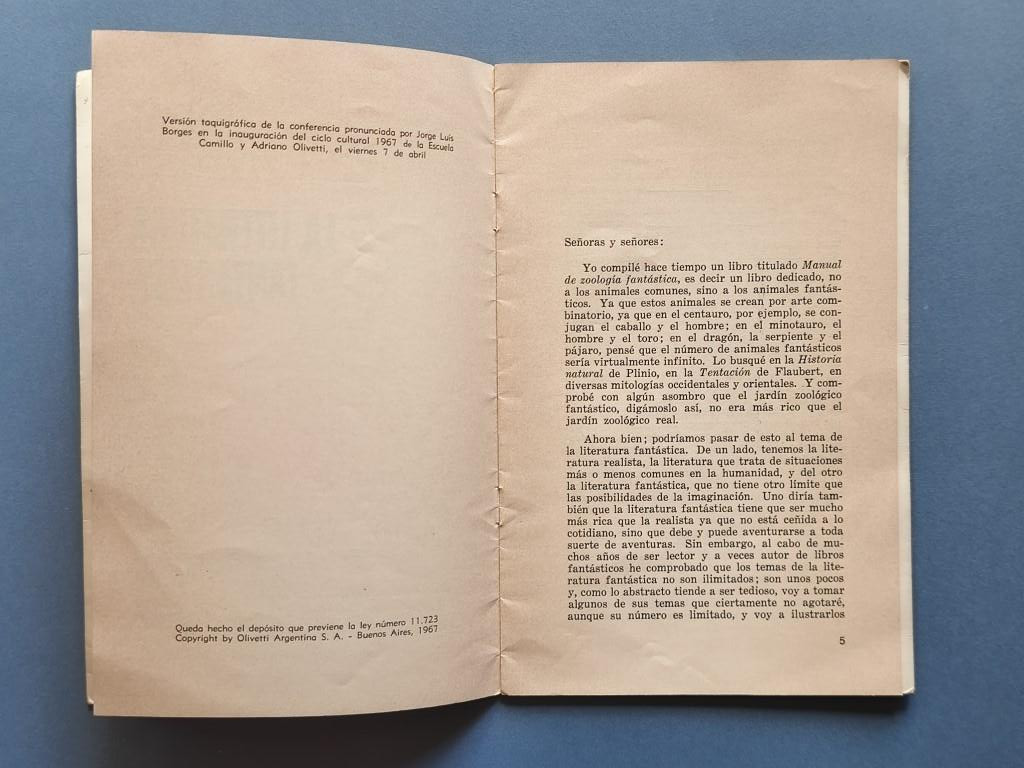 Versión taquigráfica de la conferencia pronunciada por Jorge Luis
Borges en la inauguración del ciclo cultural 1967 de la Escuela
Camillo y Adriano Olivetti, el viernes 7 de abril
Queda hecho el depósito que previene la ley número 11.723
Copyright by Olivetti Argentina S. A. - Buenos Aires, 1967
Señoras y señores:
Yo compilé hace tiempo un libro titulado Manual
de zoología fantástica, es decir un libro dedicado, no
a los animales comunes, sino a los animales fantás-
ticos. Ya que estos animales se crean por arte com-
binatorio, ya que en el centauro, por ejemplo, se con-
jugan el caballo y el hombre; en el minotauro, el
hombre y el toro; en el dragón, la serpiente y el
pájaro, pensé que el número de animales fantásticos
sería virtualmente infinito. Lo busqué en la Historia
natural de Plinio, en la Tentación de Flaubert, en
diversas mitologías occidentales y orientales. Y com-
probé con algún asombro que el jardín zoológico
fantástico, digámoslo así, no era más rico que el
jardín zoológico real.
Ahora bien; podríamos pasar de esto al tema de
la literatura fantástica. De un lado, tenemos la lite-
ratura realista, la literatura que trata de situaciones
más o menos comunes en la humanidad, y del otro
la literatura fantástica, que no tiene otro límite que
las posibilidades de la imaginación. Uno diría tam-
bién que la literatura fantástica tiene que ser mucho
más rica que la realista ya que no está ceñida a lo
cotidiano, sino que debe y puede aventurarse a toda
suerte de aventuras. Sin embargo, al cabo de mu-
chos años de ser lector y a veces autor de libros
fantásticos he comprobado que los temas de la lite-
ratura fantástica no son ilimitados; son unos pocos
y, como lo abstracto tiende a ser tedioso, voy a tomar
algunos de sus temas que ciertamente no agotaré,
aunque su número es limitado, y voy a ilustrarlos
5